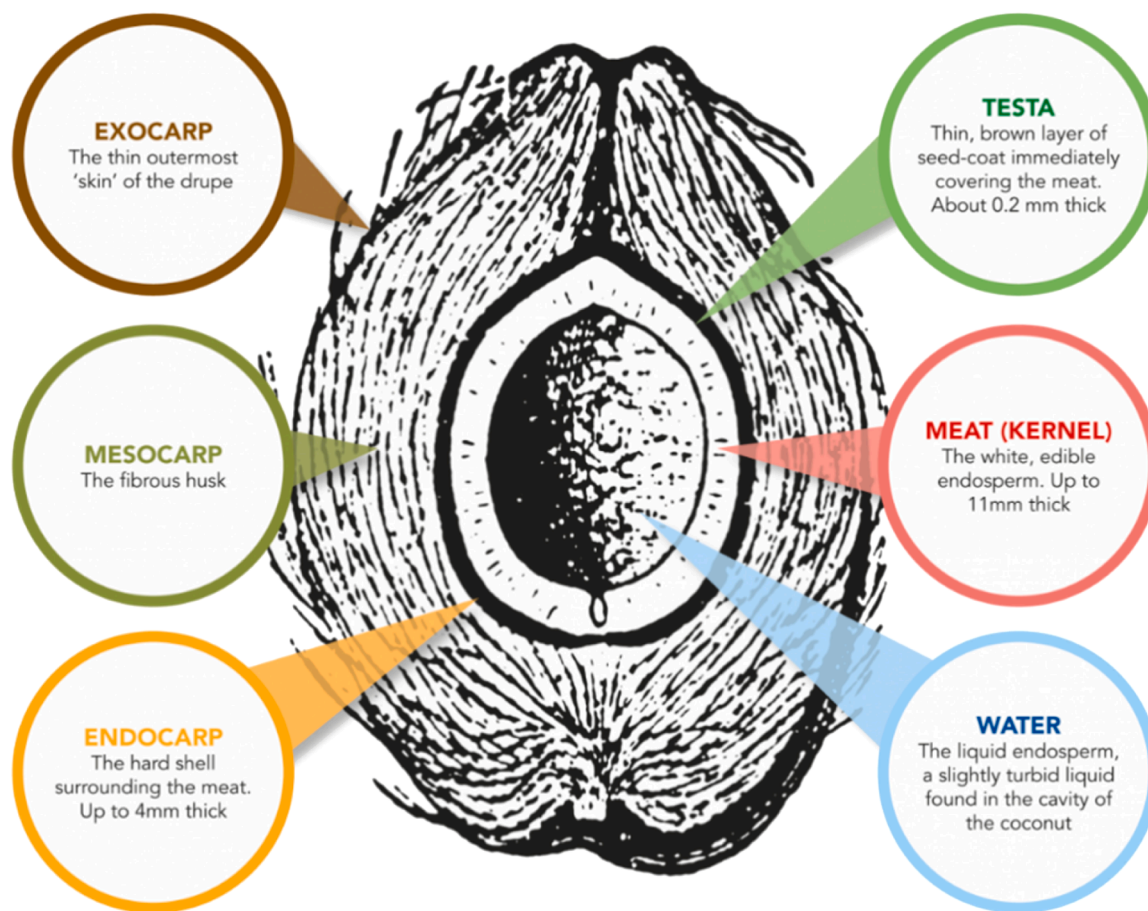 EXOCARP
The thin outermost
‘skin’ of the drupe
MESOCARP
The fibrous husk
ENDOCARP
The hard shell
surrounding the meat.
Up to 4mm thick
TESTA
Thin, brown layer of
seed-coat immediately
covering the meat.
About 0.2 mm thick
MEAT (KERNEL)
The white, edible
endosperm. Up to
11mm thick
WATER
The liquid endosperm,
a slightly turbid liquid
found in the cavity of
the coconut